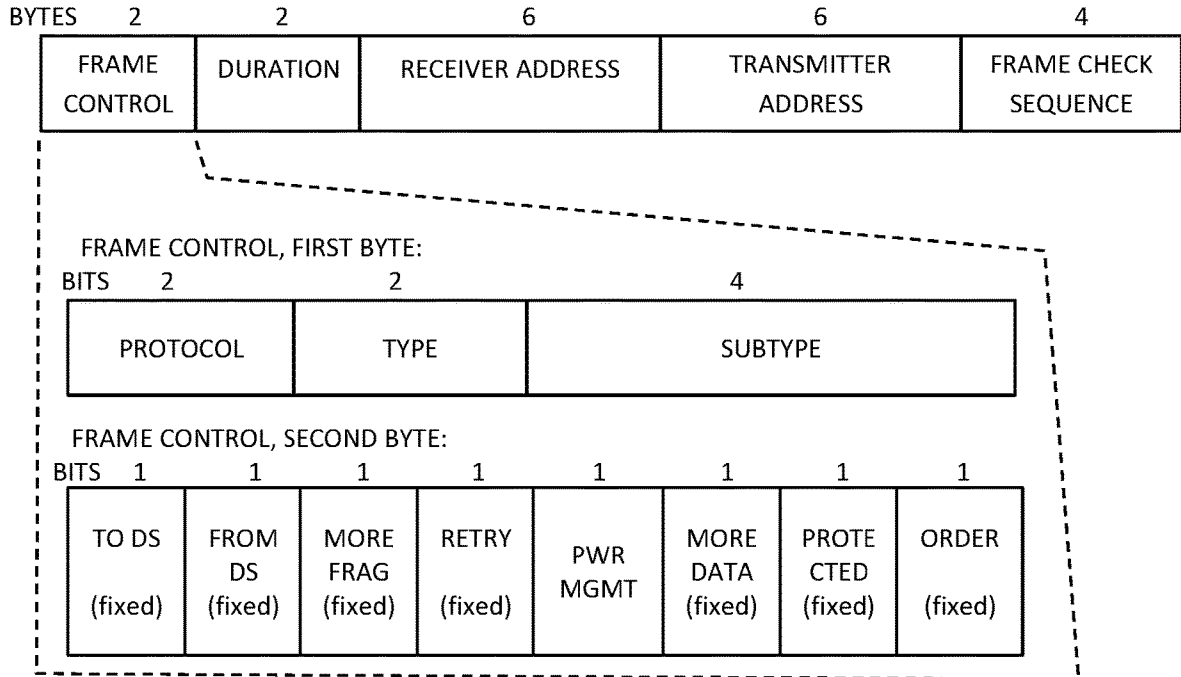 BYTES 2 2 6 6 4
FRAME CONTROL DURATION RECEIVER ADDRESS TRANSMITTER ADDRESS FRAME CHECK SEQUENCE
FRAME CONTROL, FIRST BYTE:
BITS 2 2 4
PROTOCOL TYPE SUBTYPE
FRAME CONTROL, SECOND BYTE:
BITS 1 1 1 1 1 1 1 1
TO DS FROM MORE RETRY PWR MORE PROTE ORDER
DS FRAG MGMT DATA CTED
(fixed) (fixed) (fixed) (fixed) (fixed) (fixed) (fixed)